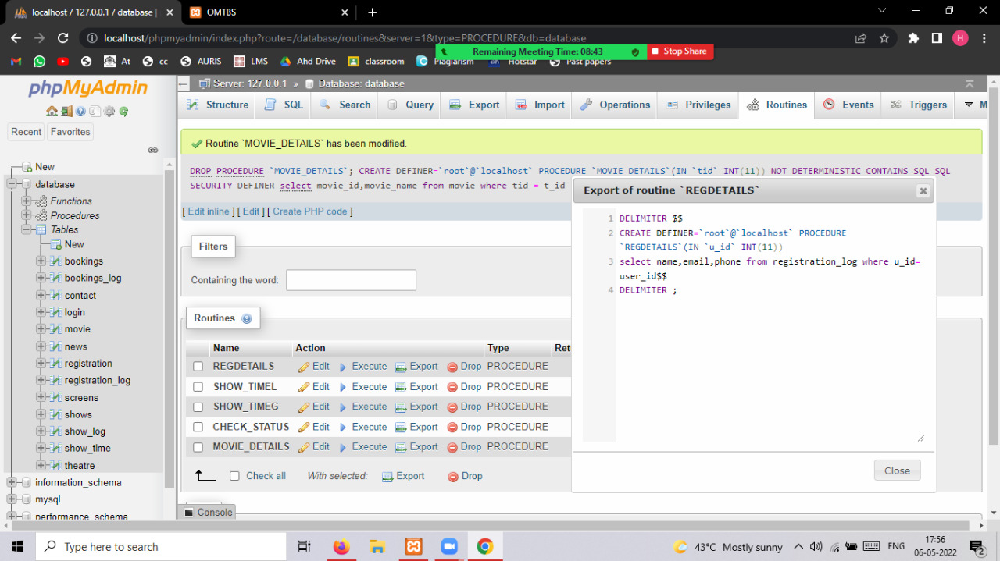 localhost / 127.0.0.1 / database |
OMTBS
localhost/phpmyadmin/index.php?route=/database/routines&server=1&type=PROCEDURE&db=database
H
At
cc
AURIS
LMS
Ahd Drive
classroom
Plagiarism
Hotstar
Past papers
Remaining Meeting Time: 08:43
Stop Share
phpMyAdmin
Recent
Favorites
New
database
Functions
Procedures
Tables
New
bookings
bookings_log
contact
login
movie
news
registration
registration_log
screens
shows
show_log
show_time
theatre
information_schema
mysql
performance_schema
Server: 127.0.0.1 » Database: database
Structure
SQL
Search
Query
Export
Import
Operations
Privileges
Routines
Events
Triggers
M
Routine `MOVIE_DETAILS` has been modified.
DROP PROCEDURE `MOVIE_DETAILS`; CREATE DEFINER=`root`@`localhost` PROCEDURE `MOVIE_DETAILS`(IN `tid` INT(11)) NOT DETERMINISTIC CONTAINS SQL SQL
SECURITY DEFINER select movie_id,movie_name from movie where tid = t_id
[ Edit inline ] [ Edit ] [ Create PHP code ]
Filters
Containing the word:
Routines
Name Action Type Ret
REGDETAILS Edit Execute Export Drop PROCEDURE
SHOW_TIMEL Edit Execute Export Drop PROCEDURE
SHOW_TIMEG Edit Execute Export Drop PROCEDURE
CHECK_STATUS Edit Execute Export Drop PROCEDURE
MOVIE_DETAILS Edit Execute Export Drop PROCEDURE
Check all With selected: Export Drop
Console
Export of routine `REGDETAILS`
1 DELIMITER $$
2 CREATE DEFINER=`root`@`localhost` PROCEDURE
`REGDETAILS`(IN `u_id` INT(11))
3 select name,email,phone from registration_log where u_id=
user_id$$
4 DELIMITER ;
Close
Type here to search
43°C Mostly sunny
ENG
17:56
06-05-2022
2